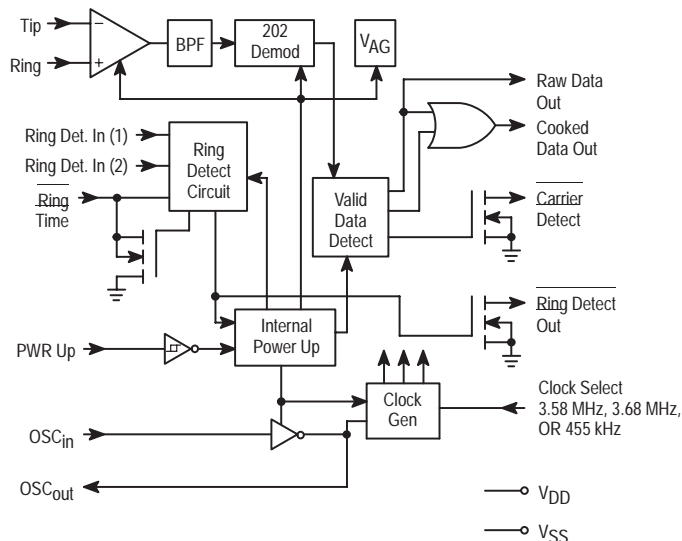 Tip
−
+
Ring
BPF
202
Demod
VAG
Raw Data
Out
Cooked
Data Out
Ring Det. In (1)
Ring Det. In (2)
Ring
Time
Ring
Detect
Circuit
Valid
Data
Detect
Carrier
Detect
Ring Detect
Out
Internal
Power Up
PWR Up
Clock
Gen
Clock Select
3.58 MHz, 3.68 MHz,
OR 455 kHz
OSCin
OSCout
VDD
VSS